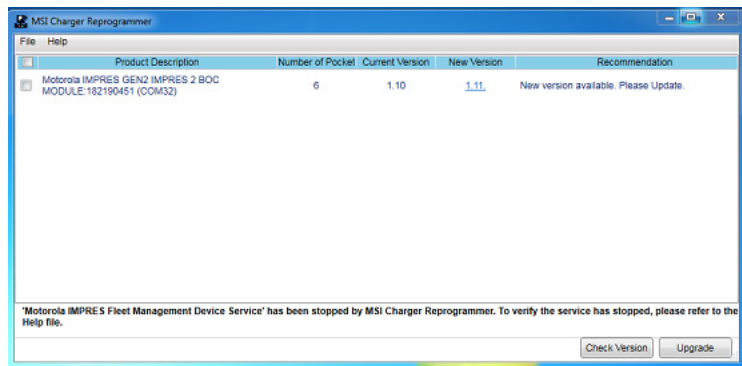 MSI Charger Reprogrammer
File Help
Product Description Number of Pocket Current Version New Version Recommendation
Motorola IMPRES GEN2 IMPRES 2 BOC
MODULE:182190451 (COM32) 6 1.10 1.11. New version available. Please Update.
'Motorola IMPRES Fleet Management Device Service' has been stopped by MSI Charger Reprogrammer. To verify the service has stopped, please refer to the
Help file.
Check Version Upgrade